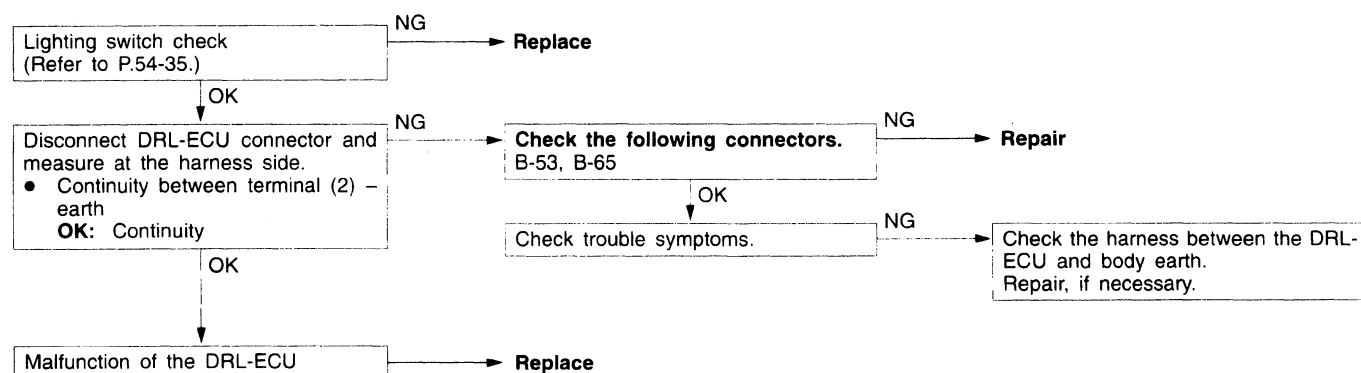 Lighting switch check
(Refer to P.54-35.)
NG
Replace
OK
Disconnect DRL-ECU connector and
measure at the harness side.
● Continuity between terminal (2) –
earth
OK: Continuity
NG
Check the following connectors.
B-53, B-65
NG
Repair
OK
Check trouble symptoms.
NG
Check the harness between the DRL-
ECU and body earth.
Repair, if necessary.
OK
Malfunction of the DRL-ECU
Replace